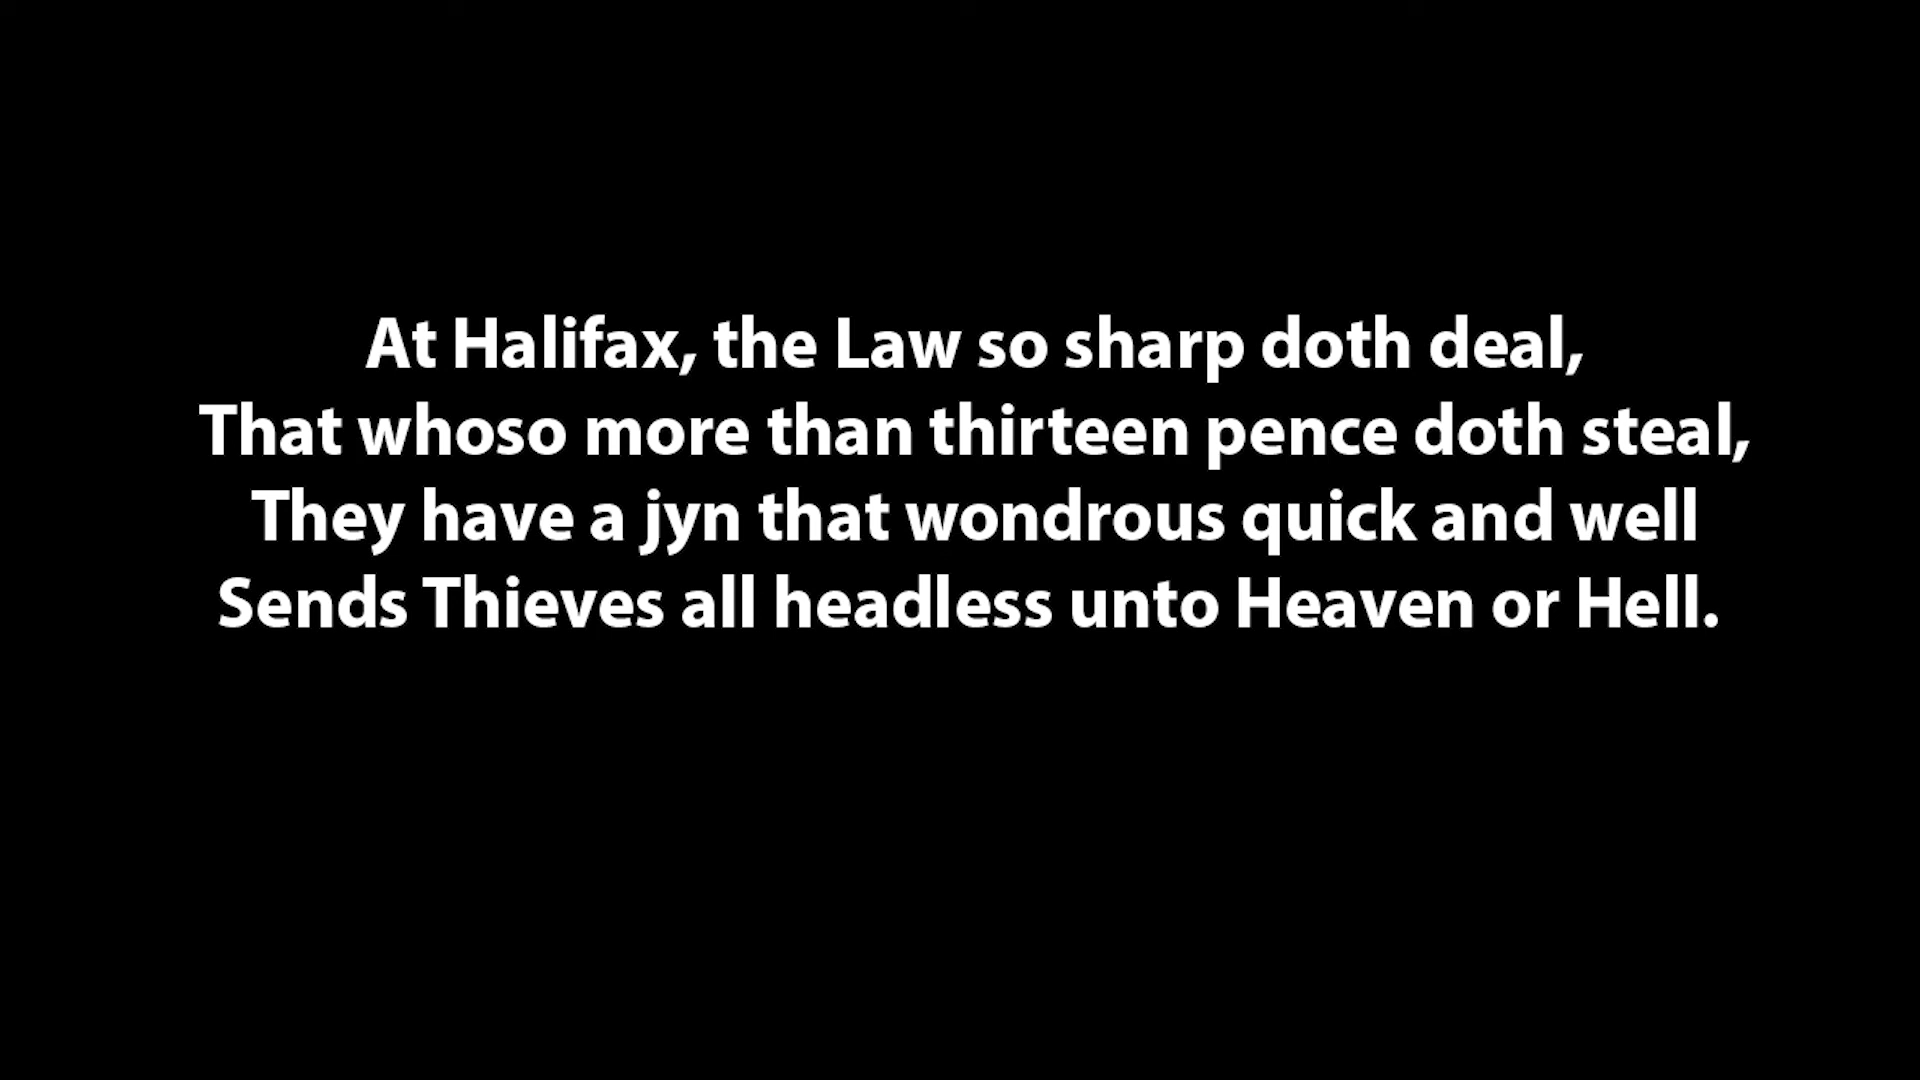 At Halifax, the Law so sharp doth deal,
That whoso more than thirteen pence doth steal,
They have a jyn that wondrous quick and well
Sends Thieves all headless unto Heaven or Hell.